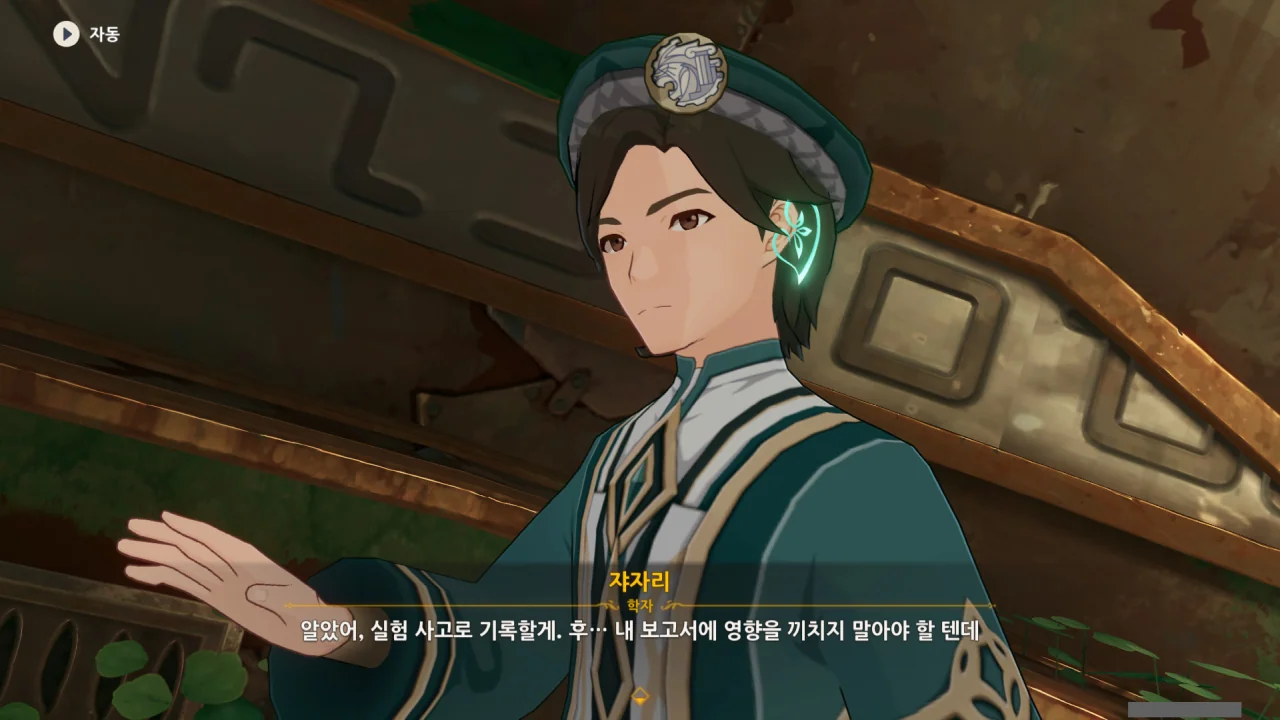 자동
쟈자리
학자
알았어, 실험 사고로 기록할게. 후… 내 보고서에 영향을 끼치지 말아야 할 텐데